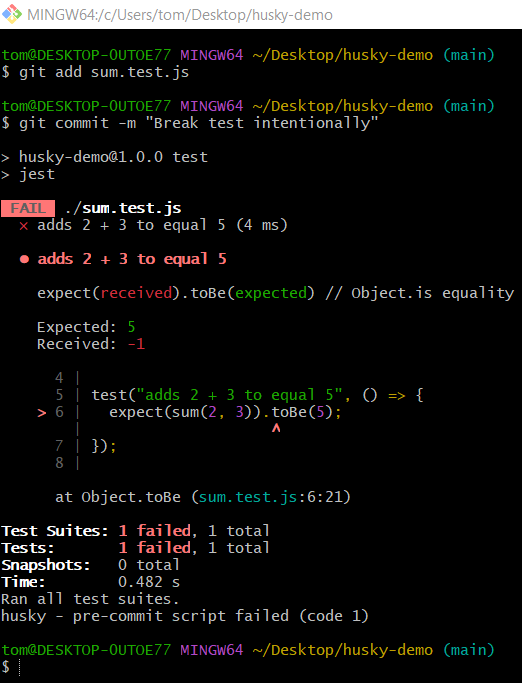 MINGW64:/c/Users/tom/Desktop/husky-demo
tom@DESKTOP-OUTOE77 MINGW64 ~/Desktop/husky-demo (main)
$ git add sum.test.js
tom@DESKTOP-OUTOE77 MINGW64 ~/Desktop/husky-demo (main)
$ git commit -m "Break test intentionally"
> husky-demo@1.0.0 test
> jest
FAIL ./sum.test.js
× adds 2 + 3 to equal 5 (4 ms)
● adds 2 + 3 to equal 5
expect(received).toBe(expected) // Object.is equality
Expected: 5
Received: -1
4 |
5 | test("adds 2 + 3 to equal 5", () => {
> 6 |   expect(sum(2, 3)).toBe(5);
|                     ^
7 | });
8 |
at Object.toBe (sum.test.js:6:21)
Test Suites: 1 failed, 1 total
Tests:       1 failed, 1 total
Snapshots:   0 total
Time:        0.482 s
Ran all test suites.
husky - pre-commit script failed (code 1)
tom@DESKTOP-OUTOE77 MINGW64 ~/Desktop/husky-demo (main)
$